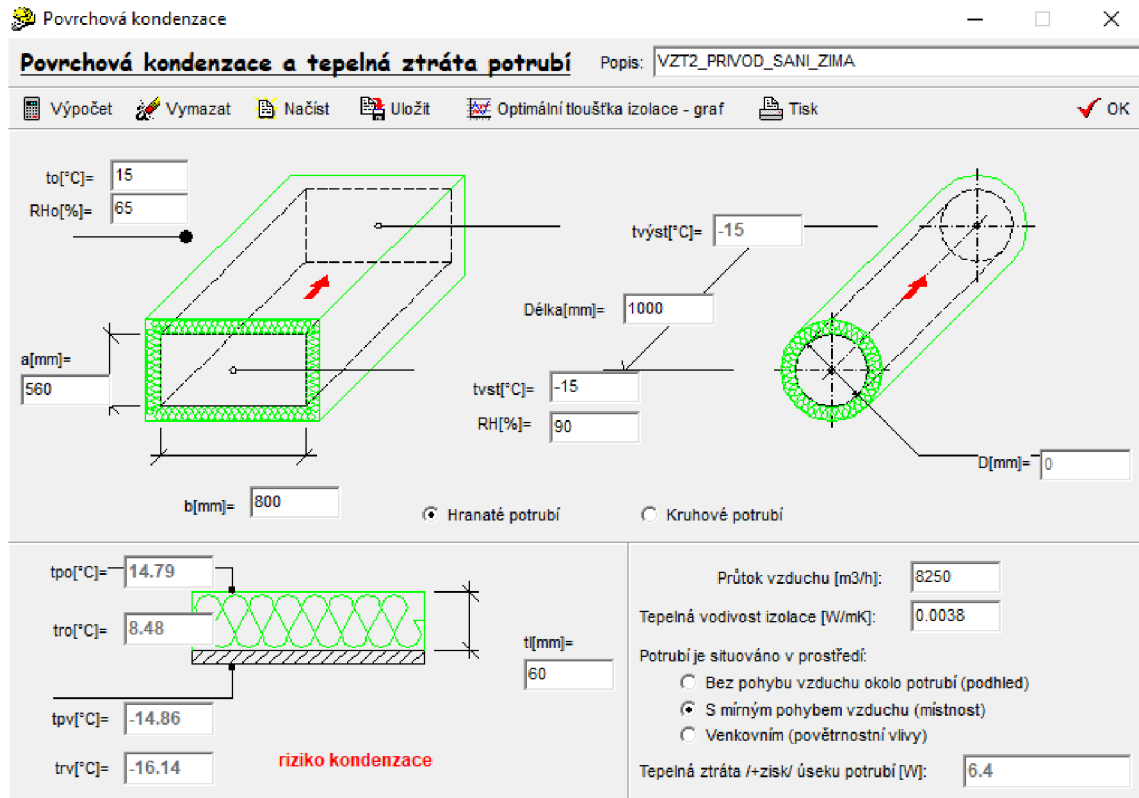 Povrchová kondenzace
Povrchová kondenzace a tepelná ztráta potrubí Popis: VZT2_PRIVOD_SANI_ZIMA
Výpočet Vymazat Načíst Uložit Optimální tloušťka izolace - graf Tisk OK
to[°C]= 15
RHo[%]= 65
tvýst[°C]= -15
Délka[mm]= 1000
a[mm]=
560
tvst[°C]= -15
RH[%]= 90
D[mm]= 0
b[mm]= 800
Hranaté potrubí Kruhové potrubí
tpo[°C]= 14.79
tro[°C]= 8.48
tl[mm]=
60
tpv[°C]= -14.86
trv[°C]= -16.14
riziko kondenzace
Průtok vzduchu [m3/h]: 8250
Tepelná vodivost izolace [W/mK]: 0.0038
Potrubí je situováno v prostředí:
Bez pohybu vzduchu okolo potrubí (podhled)
S mírným pohybem vzduchu (místnost)
Venkovním (povětrnostní vlivy)
Tepelná ztráta /+zisk/ úseku potrubí [W]: 6.4